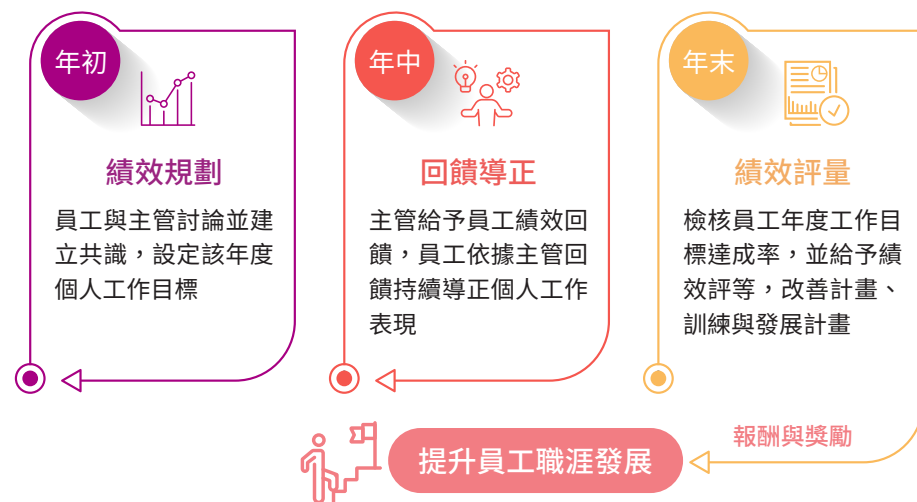 年初
績效規劃
員工與主管討論並建
立共識，設定該年度
個人工作目標
年中
回饋導正
主管給予員工績效回
饋，員工依據主管回
饋持續導正個人工作
表現
年末
績效評量
檢核員工年度工作目
標達成率，並給予績
效評等，改善計畫、
訓練與發展計畫
報酬與獎勵
提升員工職涯發展